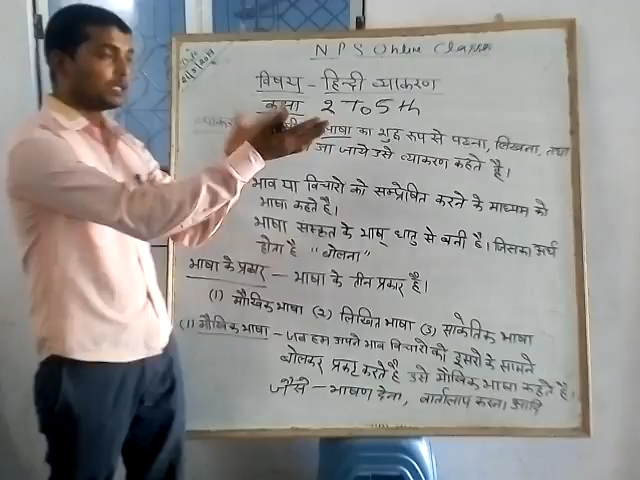 NPS Online Classes
विषय - हिन्दी व्याकरण
कक्षा 2 To 5th
भाषा का शुद्ध रूप से पढना, लिखना, तथा
जा जाये उसे व्याकरण कहते है।
भाव या विचारो को सम्प्रेषित करने के माध्यम को
भाषा कहते है।
भाषा संस्कृत के भाष् धातु से बनी है। जिसका अर्थ
होता है "बोलना"
भाषा के प्रकार - भाषा के तीन प्रकार है।
(1) मौखिक भाषा (2) लिखित भाषा (3) सांकेतिक भाषा
(1) मौखिक भाषा - जब हम अपने भाव विचारो को दूसरो के सामने
बोलकर प्रकट करते है उसे मौखिक भाषा कहते है।
जैसे - भाषण देना, वार्तालाप करना आदि